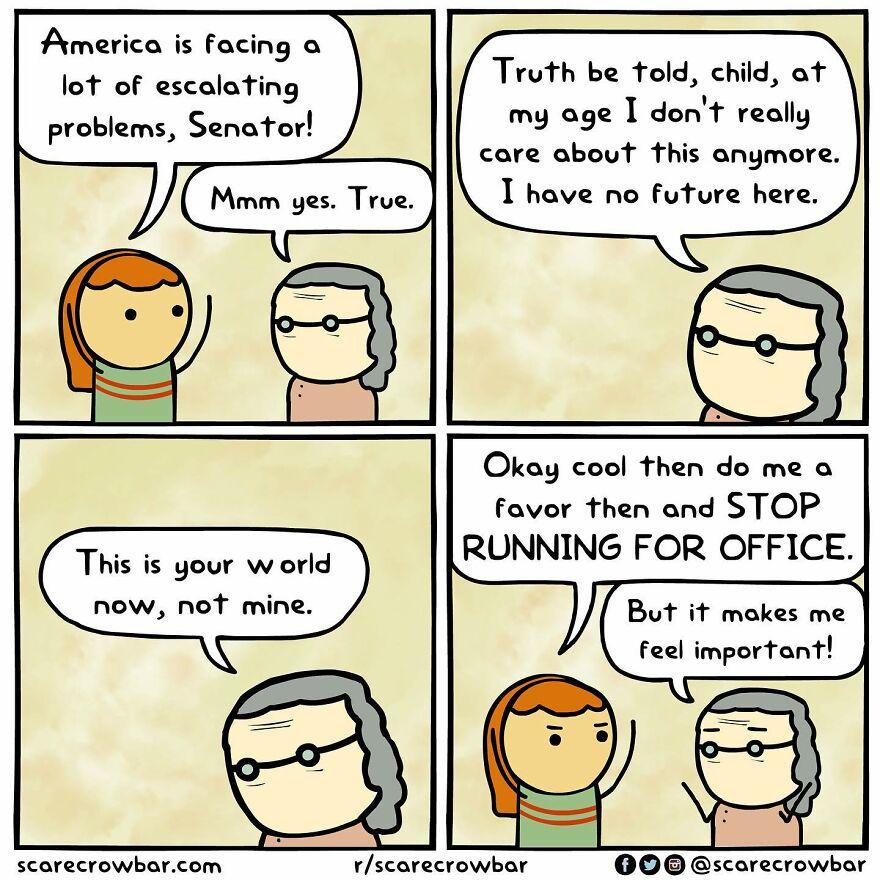 America is facing a
lot of escalating
problems, Senator!
Mmm yes. True.
Truth be told, child, at
my age I don't really
care about this anymore.
I have no future here.
This is your world
now, not mine.
Okay cool then do me a
favor then and STOP
RUNNING FOR OFFICE.
But it makes me
feel important!
scarecrowbar.com
r/scarecrowbar
@scarecrowbar